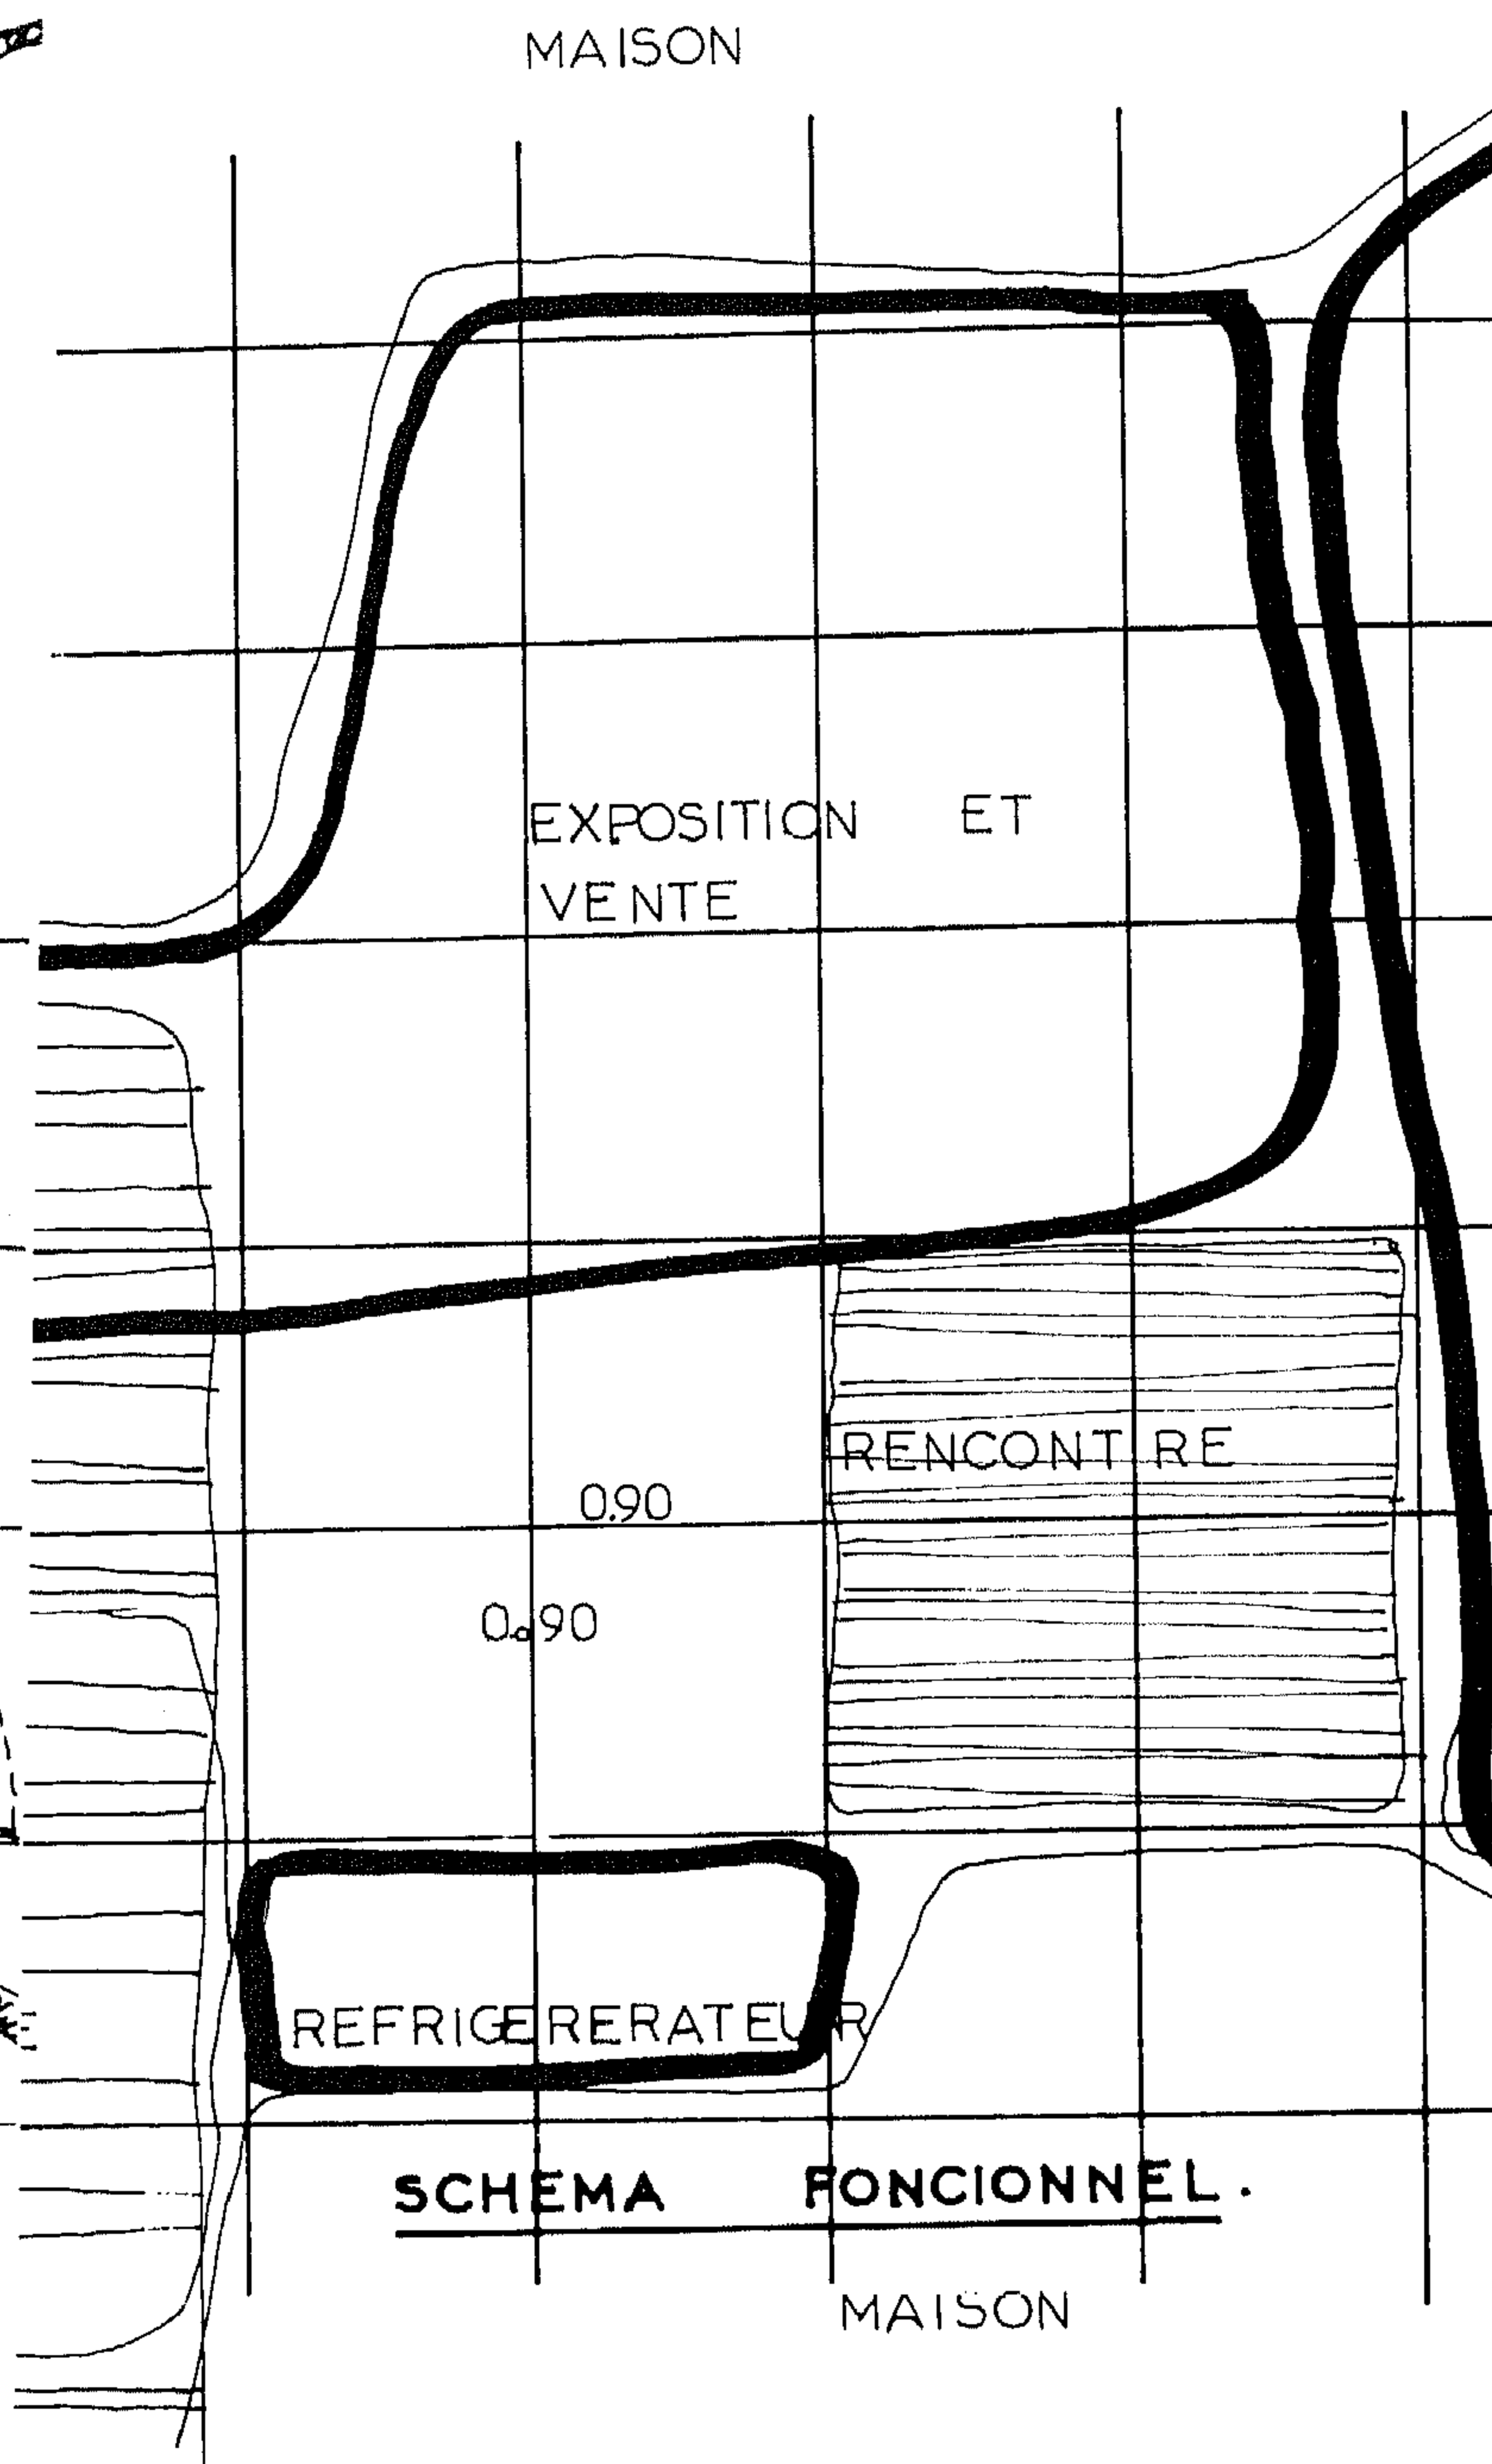 MAISON
EXPOSITION ET
VENTE
RENCONTRE
0.90
0.90
REFRIGERERATEUR
SCHEMA FONCIONNEL.
MAISON